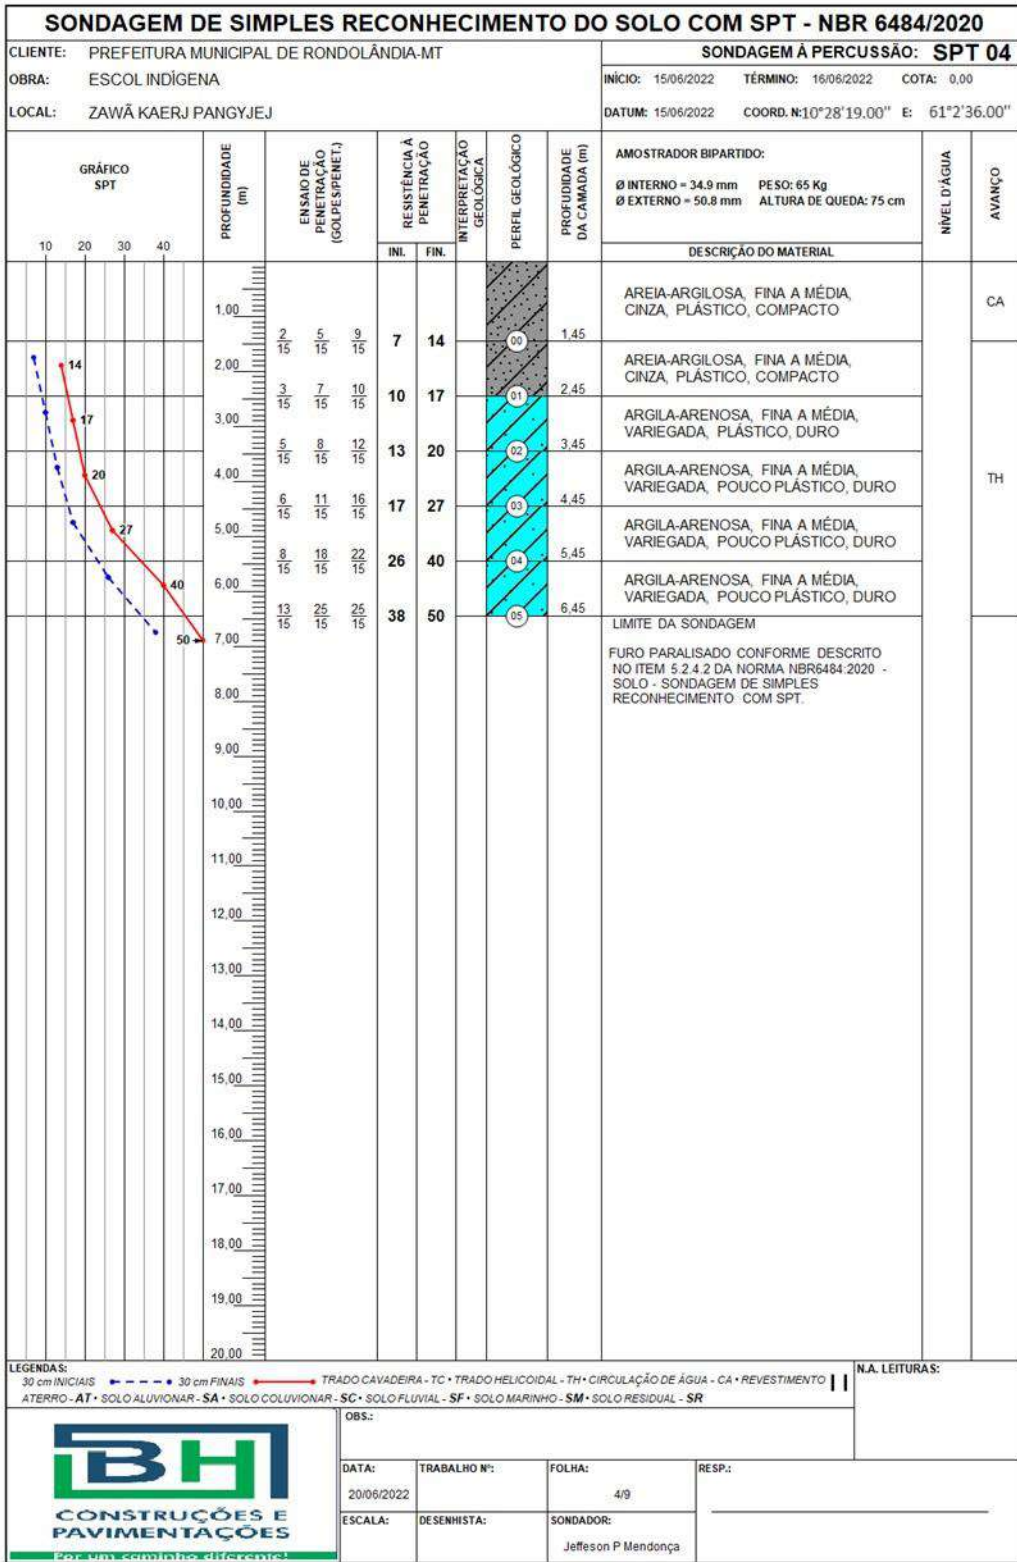 SONDAGEM DE SIMPLES RECONHECIMENTO DO SOLO COM SPT - NBR 6484/2020
CLIENTE: PREFEITURA MUNICIPAL DE RONDOLÂNDIA-MT
SONDAGEM À PERCUSSÃO: SPT 04
OBRA: ESCOL INDÌGENA
INÍCIO: 15/06/2022 TÉRMINO: 16/06/2022 COTA: 0,00
LOCAL: ZAWÃ KAERJ PANGYJEJ
DATUM: 15/06/2022 COORD. N:10°28'19.00" E: 61°2'36.00"
GRÁFICO
SPT
10 20 30 40
PROFUNDIDADE
(m)
ENSAIO DE
PENETRAÇÃO
(GOLPES/PENET.)
RESISTÊNCIA À
PENETRAÇÃO
INI. FIN.
INTERPRETAÇÃO
GEOLÓGICA
PERFIL GEOLÓGICO
PROFUDIDADE
DA CAMADA (m)
AMOSTRADOR BIPARTIDO:
Ø INTERNO = 34.9 mm PESO: 65 Kg
Ø EXTERNO = 50.8 mm ALTURA DE QUEDA: 75 cm
DESCRIÇÃO DO MATERIAL
NÍVEL D'ÁGUA
AVANÇO
AREIA-ARGILOSA, FINA A MÉDIA,
CINZA, PLÁSTICO, COMPACTO
CA
1,00
2/15 5/15 9/15 7 14 00 1,45
14
2,00
AREIA-ARGILOSA, FINA A MÉDIA,
CINZA, PLÁSTICO, COMPACTO
3/15 7/15 10/15 10 17 01 2,45
17
3,00
ARGILA-ARENOSA, FINA A MÉDIA,
VARIEGADA, PLÁSTICO, DURO
5/15 8/15 12/15 13 20 02 3,45
20
4,00
ARGILA-ARENOSA, FINA A MÉDIA,
VARIEGADA, POUCO PLÁSTICO, DURO
TH
6/15 11/15 16/15 17 27 03 4,45
27
5,00
ARGILA-ARENOSA, FINA A MÉDIA,
VARIEGADA, POUCO PLÁSTICO, DURO
8/15 18/15 22/15 26 40 04 5,45
40
6,00
ARGILA-ARENOSA, FINA A MÉDIA,
VARIEGADA, POUCO PLÁSTICO, DURO
13/15 25/15 25/15 38 50 05 6,45
50
7,00
LIMITE DA SONDAGEM
FURO PARALISADO CONFORME DESCRITO
NO ITEM 5.2.4.2 DA NORMA NBR6484:2020 -
SOLO - SONDAGEM DE SIMPLES
RECONHECIMENTO COM SPT.
8,00
9,00
10,00
11,00
12,00
13,00
14,00
15,00
16,00
17,00
18,00
19,00
20,00
LEGENDAS:
30 cm INICIAIS 30 cm FINAIS TRADO CAVADEIRA - TC • TRADO HELICOIDAL - TH • CIRCULAÇÃO DE ÁGUA - CA • REVESTIMENTO
ATERRO - AT • SOLO ALUVIONAR - SA • SOLO COLUVIONAR - SC • SOLO FLUVIAL - SF • SOLO MARINHO - SM • SOLO RESIDUAL - SR
N.A. LEITURAS:
OBS.:
BH
CONSTRUÇÕES E
PAVIMENTAÇÕES
Por um caminho diferente!
DATA: TRABALHO Nº: FOLHA: RESP.:
20/06/2022 4/9
ESCALA: DESENHISTA: SONDADOR:
Jeffeson P Mendonça